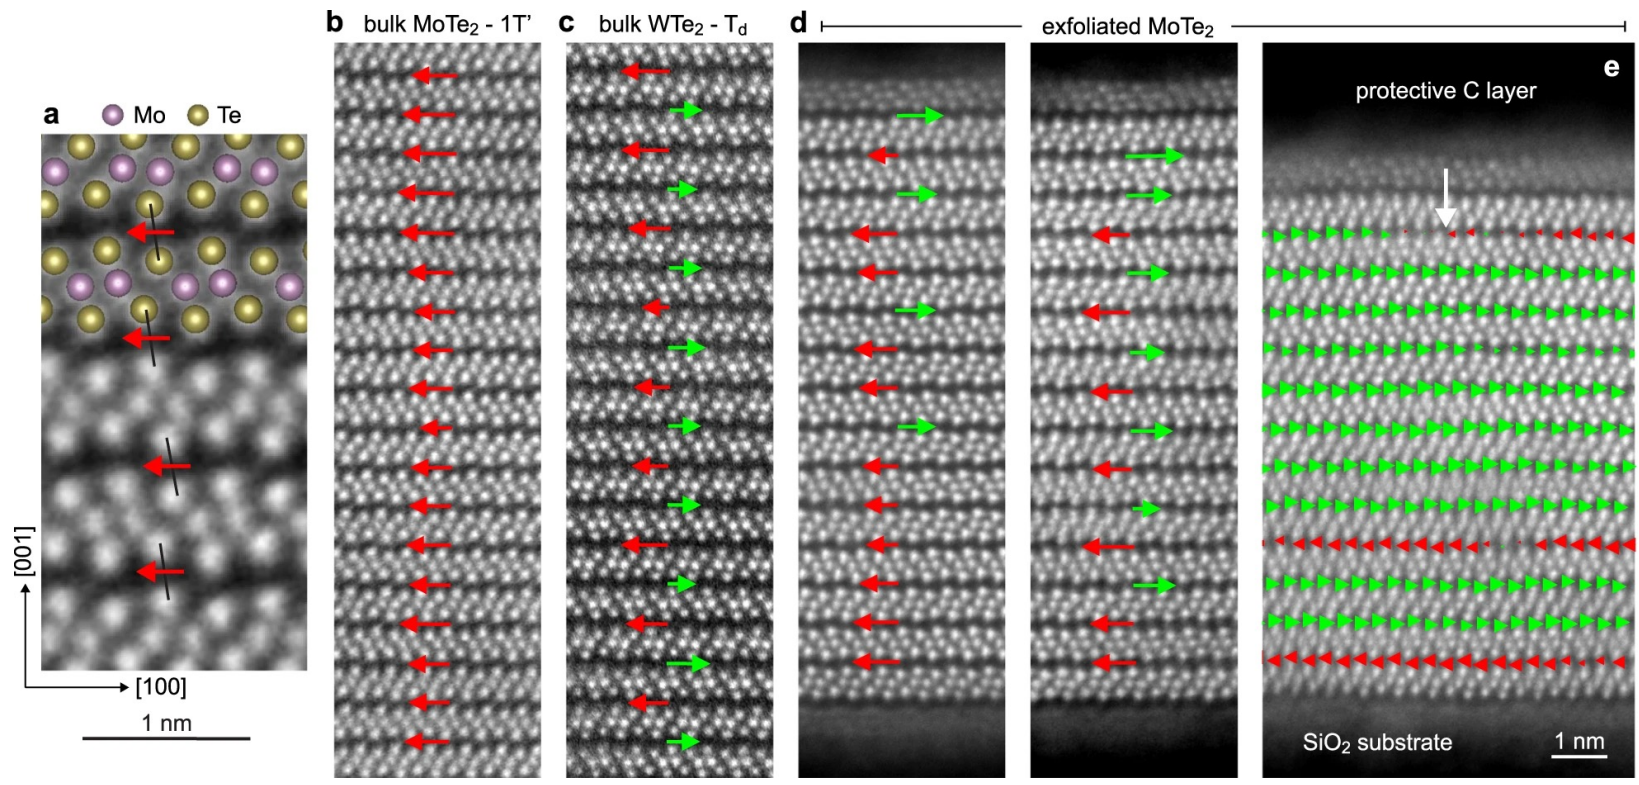 a
Mo
Te
[001]
[100]
1 nm
b bulk MoTe₂ - 1T’
c bulk WTe₂ - T_d
d exfoliated MoTe₂
e
protective C layer
SiO₂ substrate
1 nm